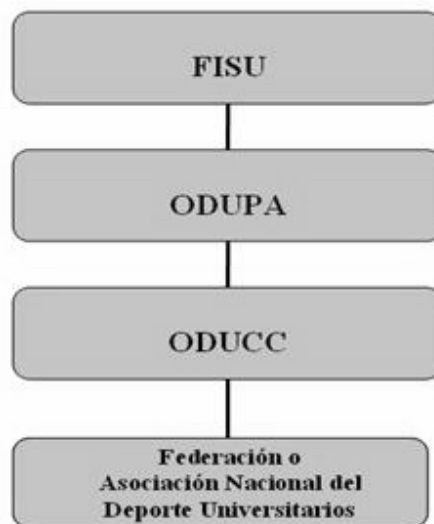 FISU
ODUPA
ODUCC
Federación o
Asociación Nacional del
Deporte Universitarios